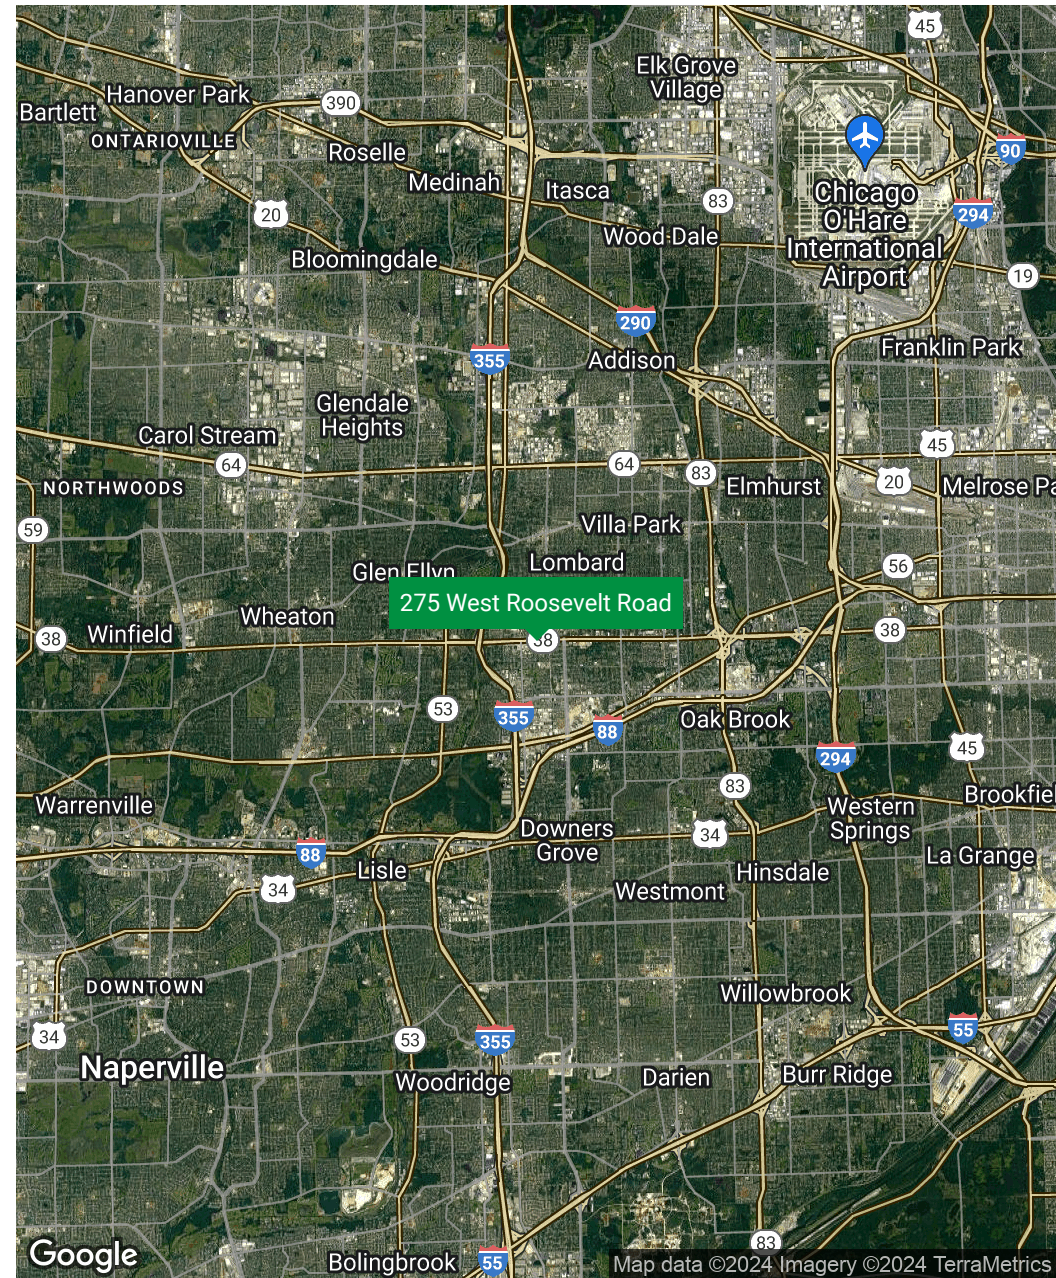 45
Elk Grove
Village
Hanover Park
Bartlett
390
ONTARIOVILLE
Roselle
90
Medinah
Itasca
83
Chicago
O'Hare
International
Airport
294
20
Wood Dale
Bloomingdale
19
290
355
Addison
Franklin Park
Glendale
Heights
Carol Stream
64
64
83
45
20
NORTHWOODS
Elmhurst
Melrose Pa
59
Villa Park
Lombard
56
Glen Ellyn
275 West Roosevelt Road
Wheaton
38
Winfield
38
38
53
355
88
Oak Brook
294
45
83
Warrenville
Western
Springs
Brookfiel
Downers
Grove
34
88
Lisle
Hinsdale
La Grange
34
Westmont
DOWNTOWN
Willowbrook
34
53
355
55
Naperville
Woodridge
Darien
Burr Ridge
83
Google
Bolingbrook
55
Map data ©2024 Imagery ©2024 TerraMetrics